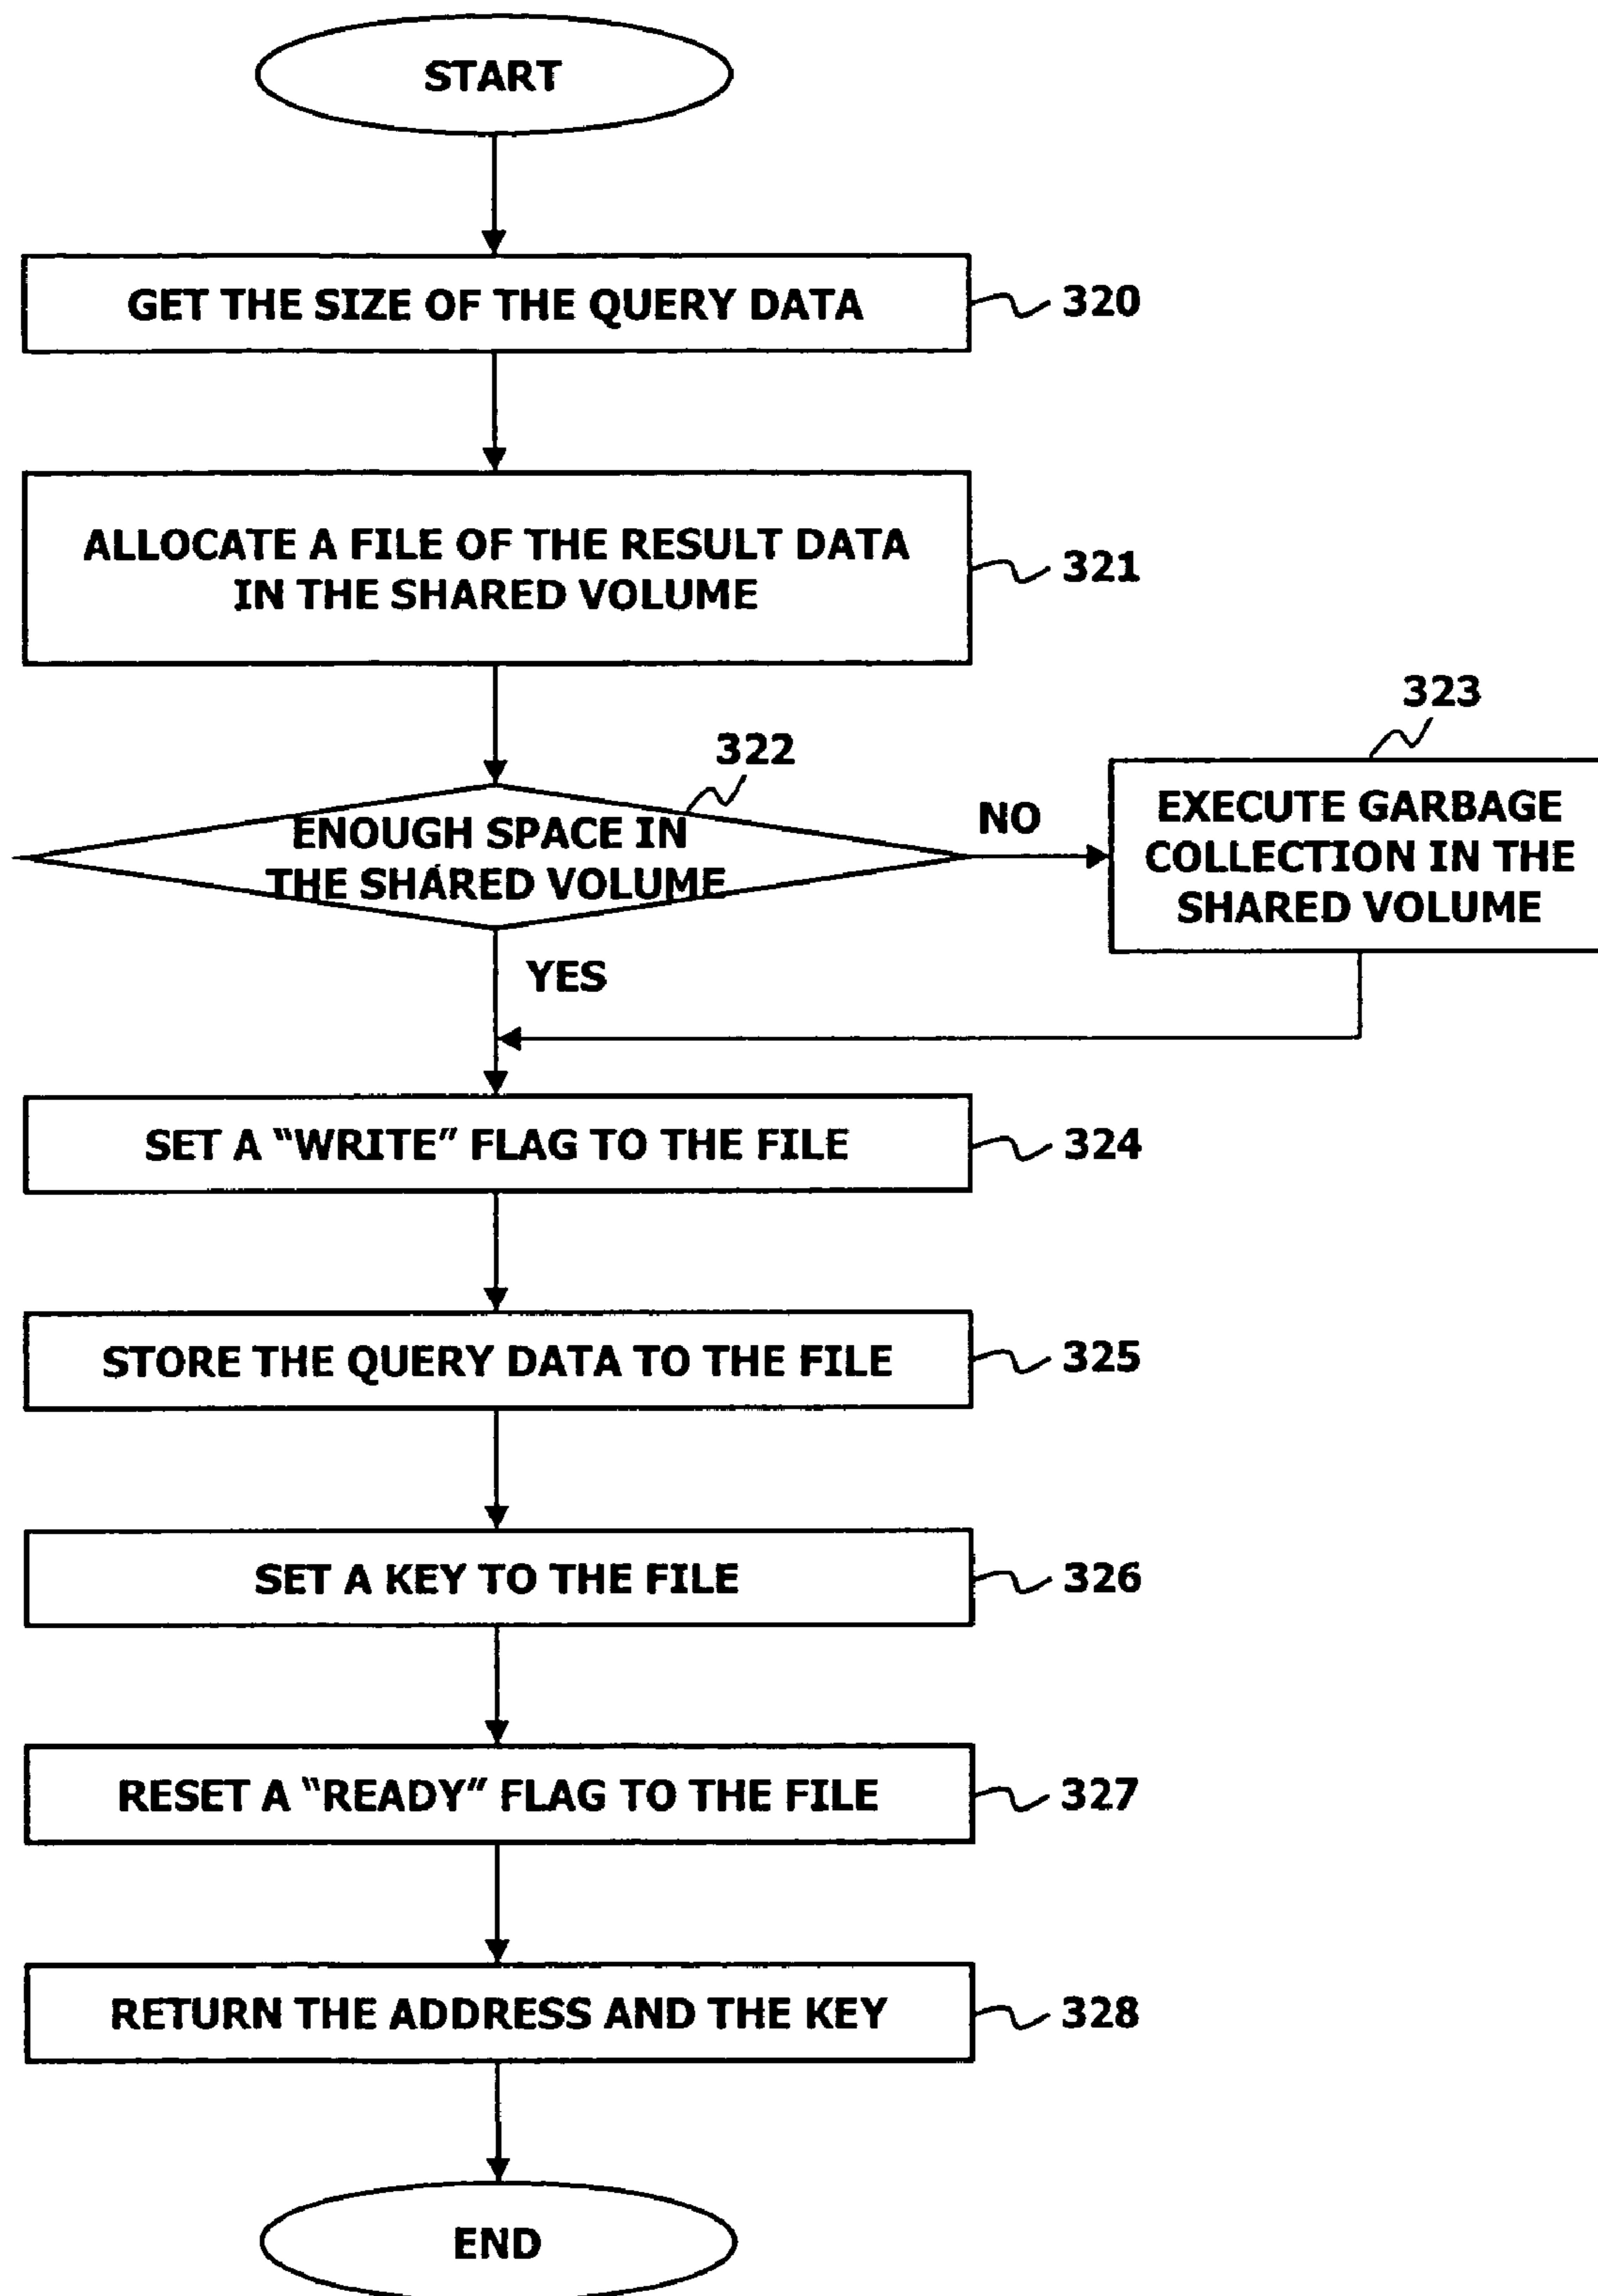 START
GET THE SIZE OF THE QUERY DATA
320
ALLOCATE A FILE OF THE RESULT DATA
IN THE SHARED VOLUME
321
322
ENOUGH SPACE IN
THE SHARED VOLUME
NO
323
EXECUTE GARBAGE
COLLECTION IN THE
SHARED VOLUME
YES
SET A “WRITE” FLAG TO THE FILE
324
STORE THE QUERY DATA TO THE FILE
325
SET A KEY TO THE FILE
326
RESET A “READY” FLAG TO THE FILE
327
RETURN THE ADDRESS AND THE KEY
328
END